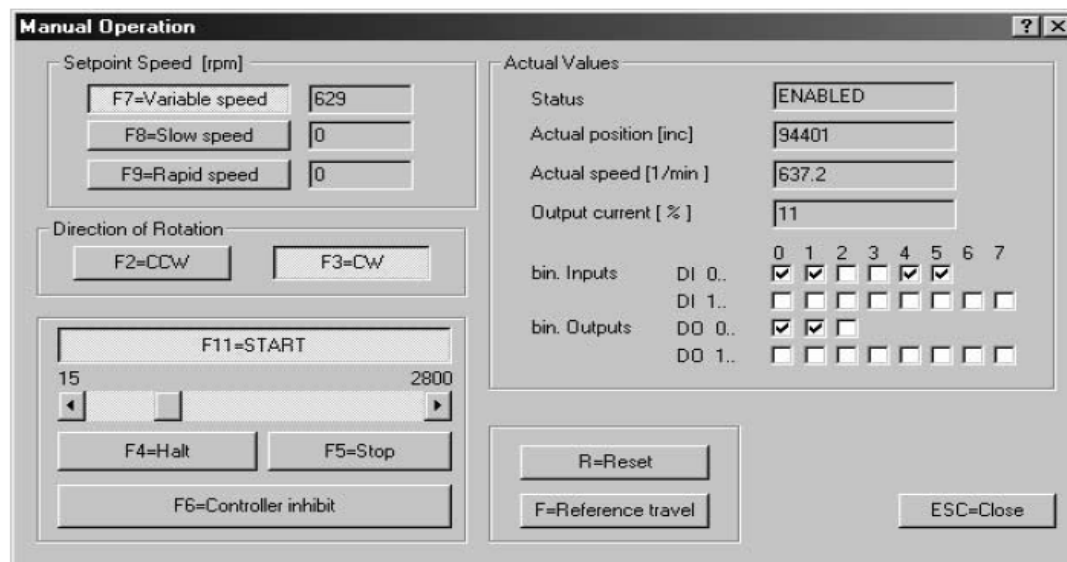 Manual Operation
Setpoint Speed [rpm]
F7=Variable speed 629
F8=Slow speed 0
F9=Rapid speed 0
Direction of Rotation
F2=CCW F3=CW
F11=START
15 2800
F4=Halt F5=Stop
F6=Controller inhibit
Actual Values
Status ENABLED
Actual position [inc] 94401
Actual speed [1/min ] 637.2
Output current [ % ] 11
0 1 2 3 4 5 6 7
bin. Inputs DI 0..
DI 1..
bin. Outputs DO 0..
DO 1..
R=Reset
F=Reference travel
ESC=Close